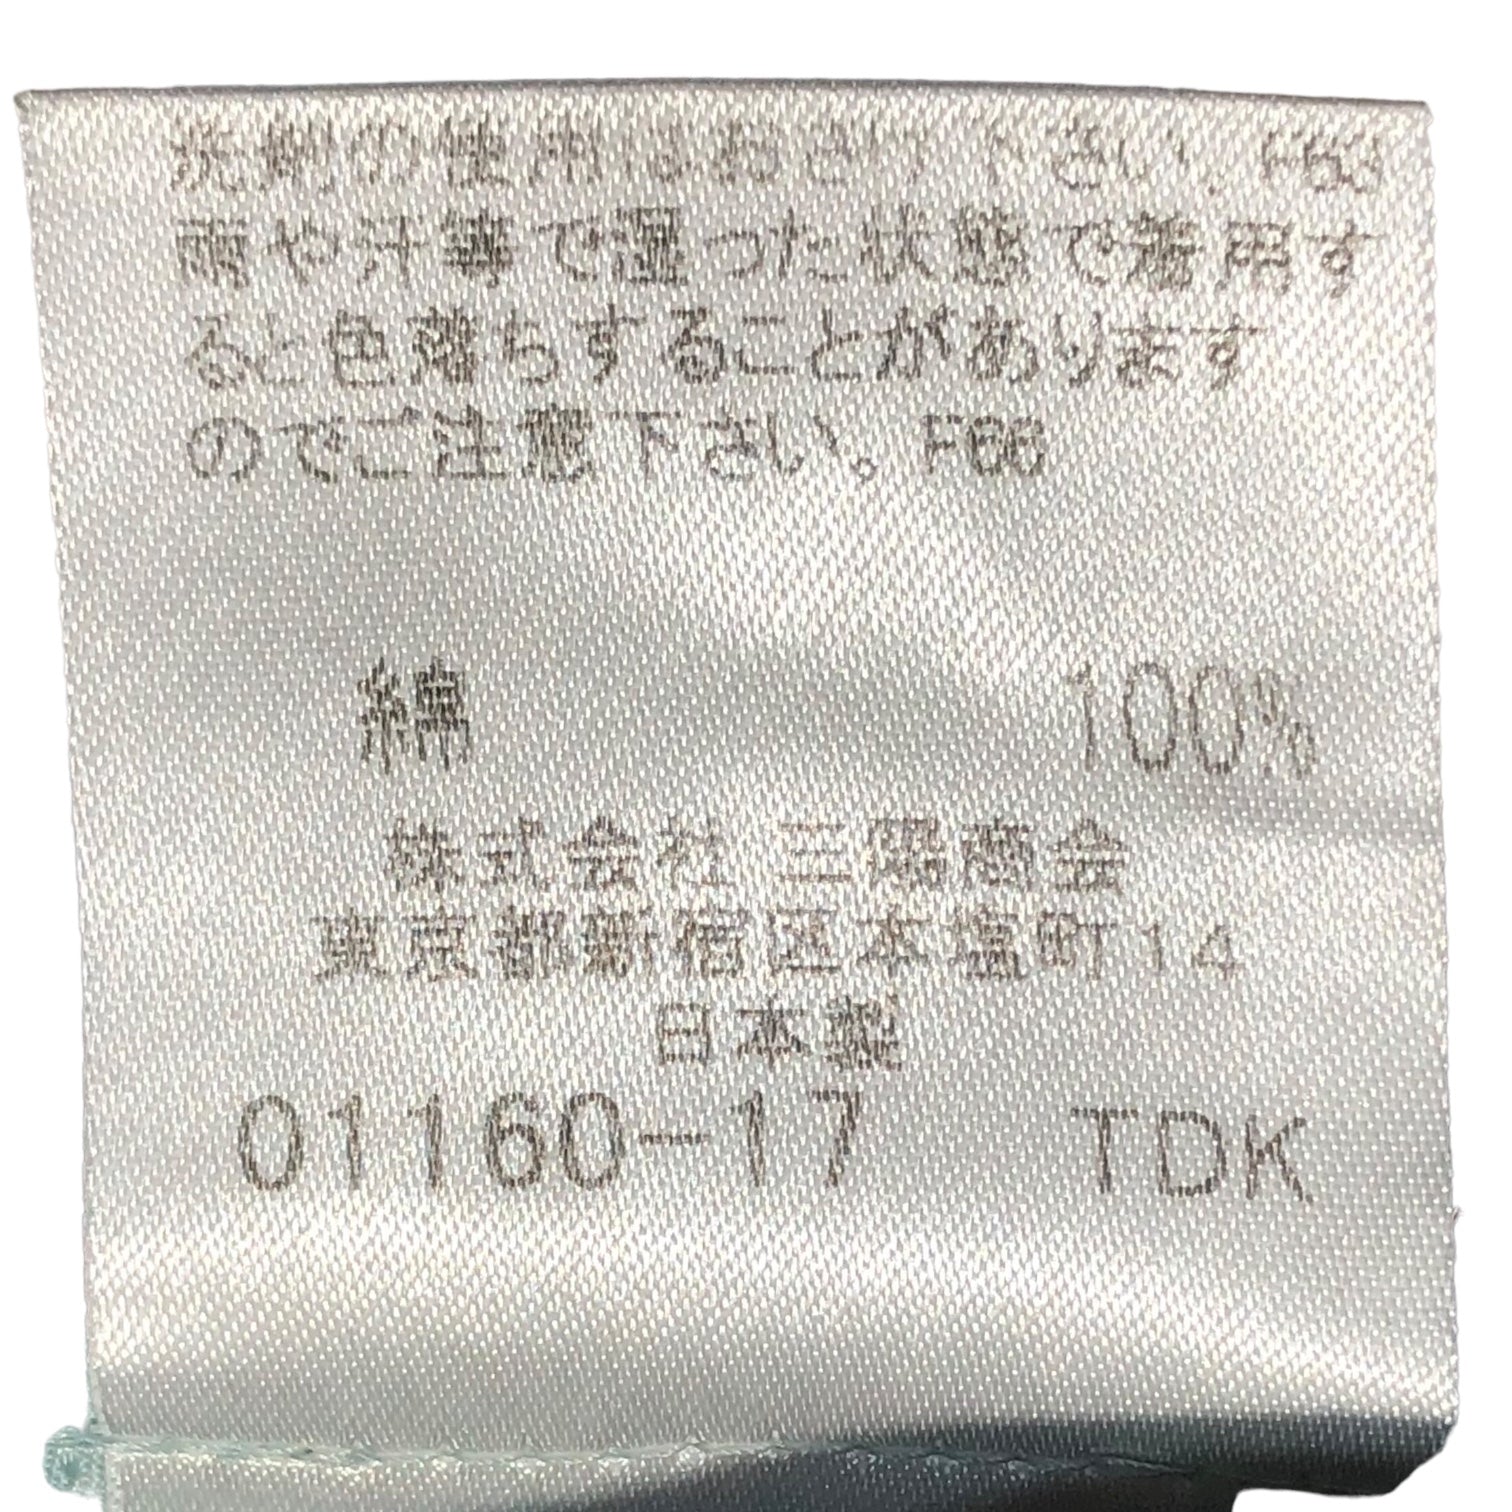 洗剤の使用はおさけ下さい。F63
雨や汗等で湿った状態で着用す
ると色落ちすることがあります
のでご注意下さい。F66
綿 100%
株式会社 三陽商会
東京都新宿区本塩町14
日本製
01160-17 TDK